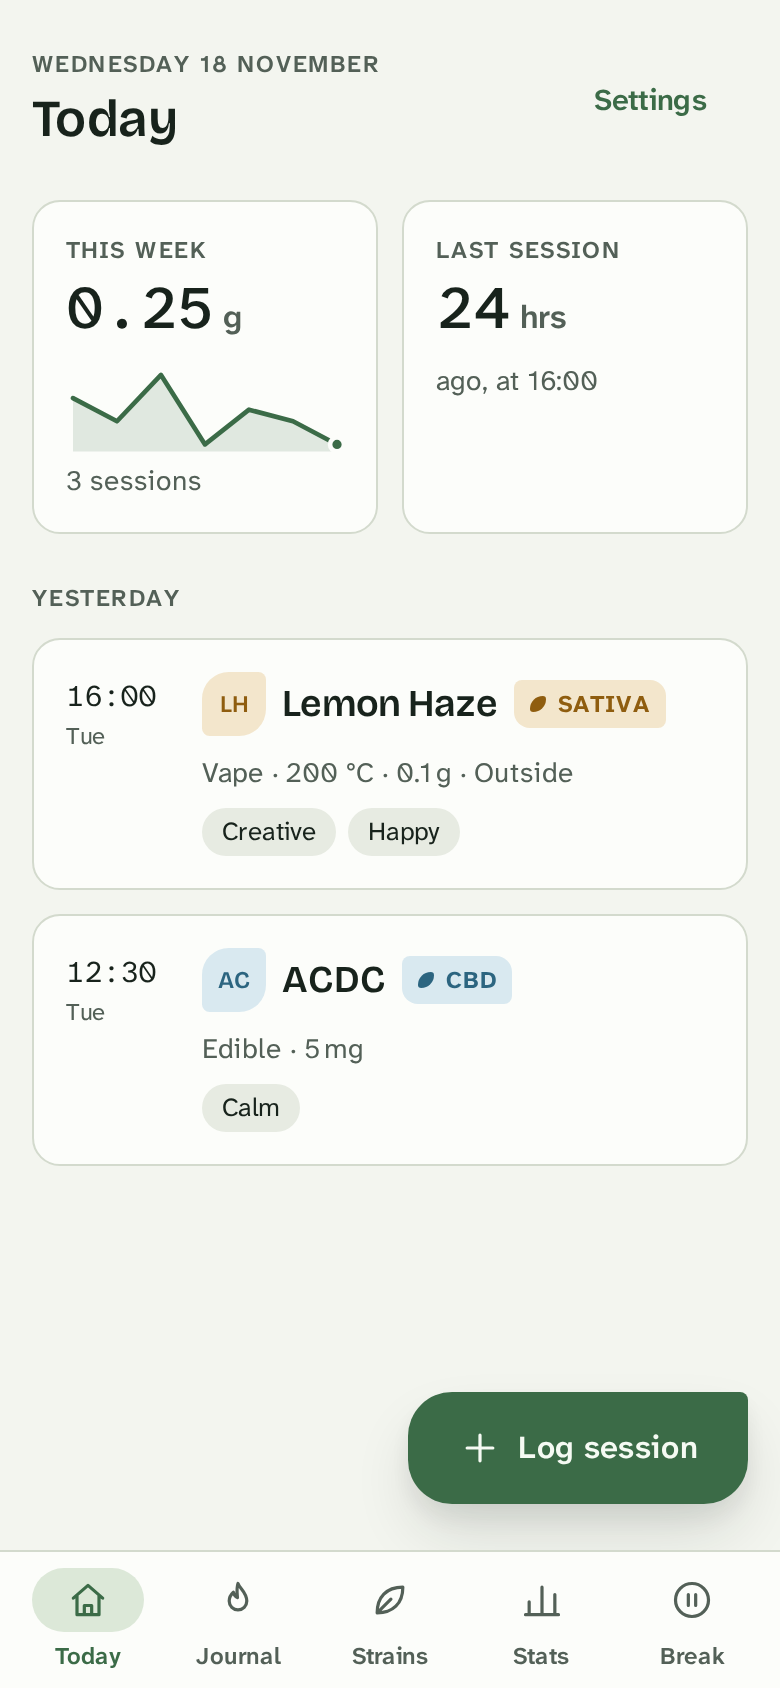 WEDNESDAY 18 NOVEMBER
Today
Settings
THIS WEEK
0.25 g
3 sessions
LAST SESSION
24 hrs
ago, at 16:00
YESTERDAY
16:00
Tue
LH
Lemon Haze
SATIVA
Vape · 200 °C · 0.1 g · Outside
Creative
Happy
12:30
Tue
AC
ACDC
CBD
Edible · 5 mg
Calm
Log session
Today
Journal
Strains
Stats
Break